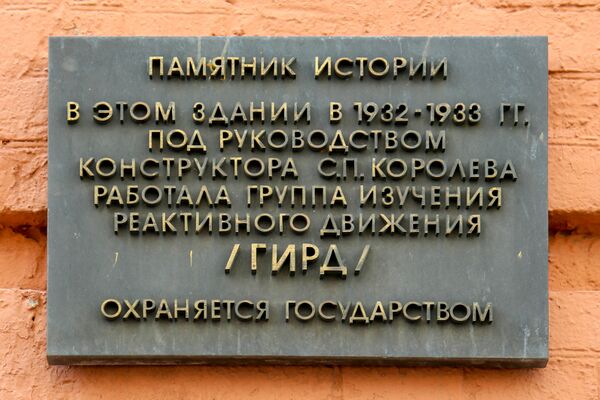 ПАМЯТНИК ИСТОРИИ
В ЭТОМ ЗДАНИИ В 1932-1933 ГГ.
ПОД РУКОВОДСТВОМ
КОНСТРУКТОРА С.П. КОРОЛЕВА
РАБОТАЛА ГРУППА ИЗУЧЕНИЯ
РЕАКТИВНОГО ДВИЖЕНИЯ
/ГИРД/
ОХРАНЯЕТСЯ ГОСУДАРСТВОМ